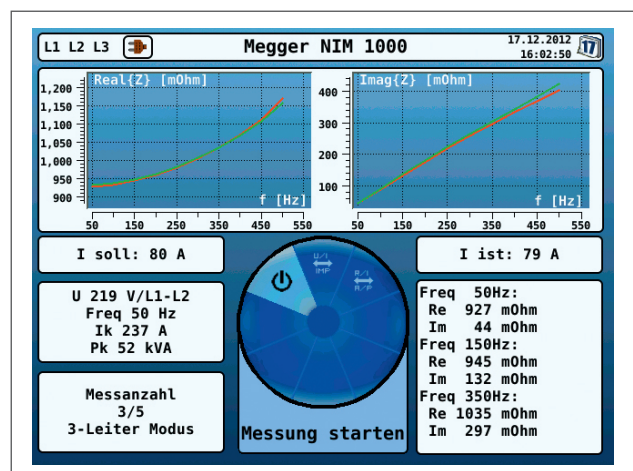 L1 L2 L3
Megger NIM 1000
17.12.2012
16:02:50
17
Real{Z} [mOhm]
1,200
1,150
1,100
1,050
1,000
950
900
f [Hz]
50 150 250 350 450 550
Imag{Z} [mOhm]
400
300
200
100
f [Hz]
50 150 250 350 450 550
I soll: 80 A
I ist: 79 A
U 219 V/L1-L2
Freq 50 Hz
Ik 237 A
Pk 52 kVA
Messanzahl
3/5
3-Leiter Modus
U/I
IMP
R/I
A/P
Messung starten
Freq 50Hz:
Re 927 mOhm
Im 44 mOhm
Freq 150Hz:
Re 945 mOhm
Im 132 mOhm
Freq 350Hz:
Re 1035 mOhm
Im 297 mOhm